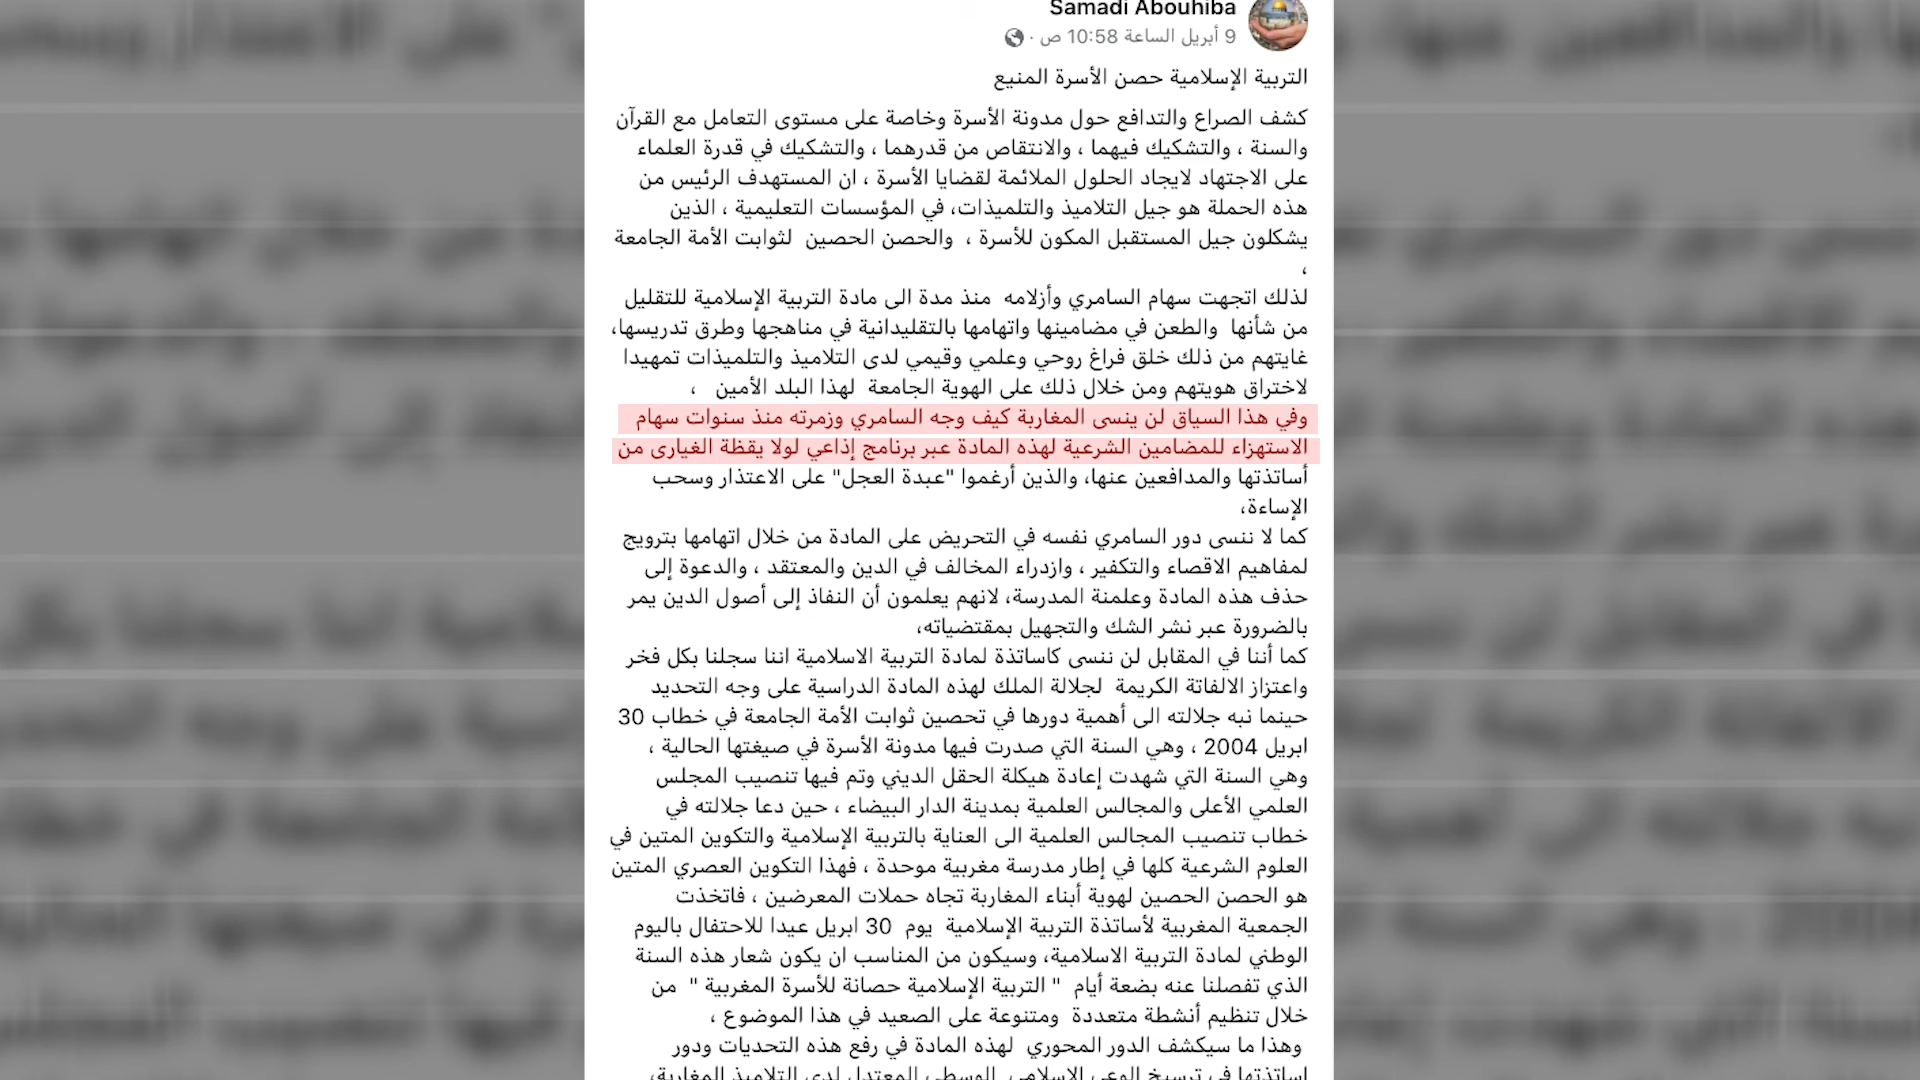 Samadi Abouhiba
9 أبريل الساعة 10:58 ص ·
التربية الإسلامية حصن الأسرة المنيع
كشف الصراع والتدافع حول مدونة الأسرة وخاصة على مستوى التعامل مع القرآن
والسنة ، والتشكيك فيهما ، والانتقاص من قدرهما ، والتشكيك في قدرة العلماء
على الاجتهاد لايجاد الحلول الملائمة لقضايا الأسرة ، ان المستهدف الرئيس من
هذه الحملة هو جيل التلاميذ والتلميذات، في المؤسسات التعليمية ، الذين
يشكلون جيل المستقبل المكون للأسرة ، والحصن الحصين لثوابت الأمة الجامعة
،
لذلك اتجهت سهام السامري وأزلامه منذ مدة الى مادة التربية الإسلامية للتقليل
من شأنها والطعن في مضامينها واتهامها بالتقليدانية في مناهجها وطرق تدريسها،
غايتهم من ذلك خلق فراغ روحي وعلمي وقيمي لدى التلاميذ والتلميذات تمهيدا
لاختراق هويتهم ومن خلال ذلك على الهوية الجامعة لهذا البلد الأمين ،
وفي هذا السياق لن ينسى المغاربة كيف وجه السامري وزمرته منذ سنوات سهام
الاستهزاء للمضامين الشرعية لهذه المادة عبر برنامج إذاعي لولا يقظة الغيارى من
أساتذتها والمدافعين عنها، والذين أرغموا "عبدة العجل" على الاعتذار وسحب
الإساءة،
كما لا ننسى دور السامري نفسه في التحريض على المادة من خلال اتهامها بترويج
لمفاهيم الاقصاء والتكفير ، وازدراء المخالف في الدين والمعتقد ، والدعوة إلى
حذف هذه المادة وعلمنة المدرسة، لانهم يعلمون أن النفاذ إلى أصول الدين يمر
بالضرورة عبر نشر الشك والتجهيل بمقتضياته،
كما أننا في المقابل لن ننسى كاساتذة لمادة التربية الاسلامية اننا سجلنا بكل فخر
واعتزاز الالفاتة الكريمة لجلالة الملك لهذه المادة الدراسية على وجه التحديد
حينما نبه جلالته الى أهمية دورها في تحصين ثوابت الأمة الجامعة في خطاب 30
ابريل 2004 ، وهي السنة التي صدرت فيها مدونة الأسرة في صيغتها الحالية ،
وهي السنة التي شهدت إعادة هيكلة الحقل الديني وتم فيها تنصيب المجلس
العلمي الأعلى والمجالس العلمية بمدينة الدار البيضاء ، حين دعا جلالته في
خطاب تنصيب المجالس العلمية الى العناية بالتربية الإسلامية والتكوين المتين في
العلوم الشرعية كلها في إطار مدرسة مغربية موحدة ، فهذا التكوين العصري المتين
هو الحصن الحصين لهوية أبناء المغاربة تجاه حملات المعرضين ، فاتخذت
الجمعية المغربية لأساتذة التربية الإسلامية يوم 30 ابريل عيدا للاحتفال باليوم
الوطني لمادة التربية الاسلامية، وسيكون من المناسب ان يكون شعار هذه السنة
الذي تفصلنا عنه بضعة أيام " التربية الإسلامية حصانة للأسرة المغربية " من
خلال تنظيم أنشطة متعددة ومتنوعة على الصعيد في هذا الموضوع ،
وهذا ما سيكشف الدور المحوري لهذه المادة في رفع هذه التحديات ودور
اساتذتها في ترسيخ الوعي الإسلامي الوسطي المعتدل لدى التلاميذ المغاربة،